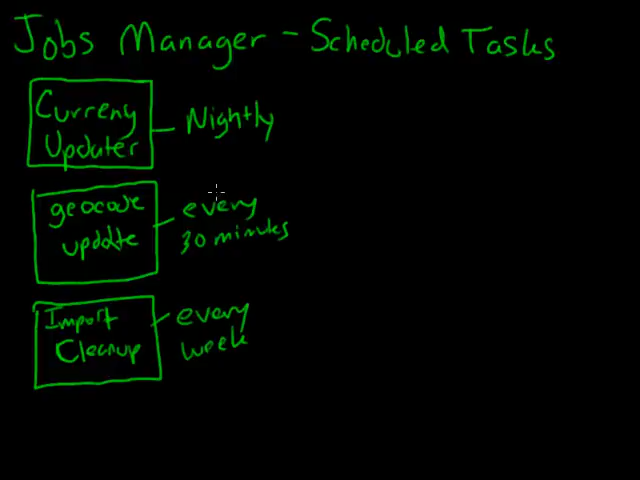 Jobs Manager - Scheduled Tasks
Curreny
Updater
Nightly
geocode
update
every
30 minutes
Import
Cleanup
every
week